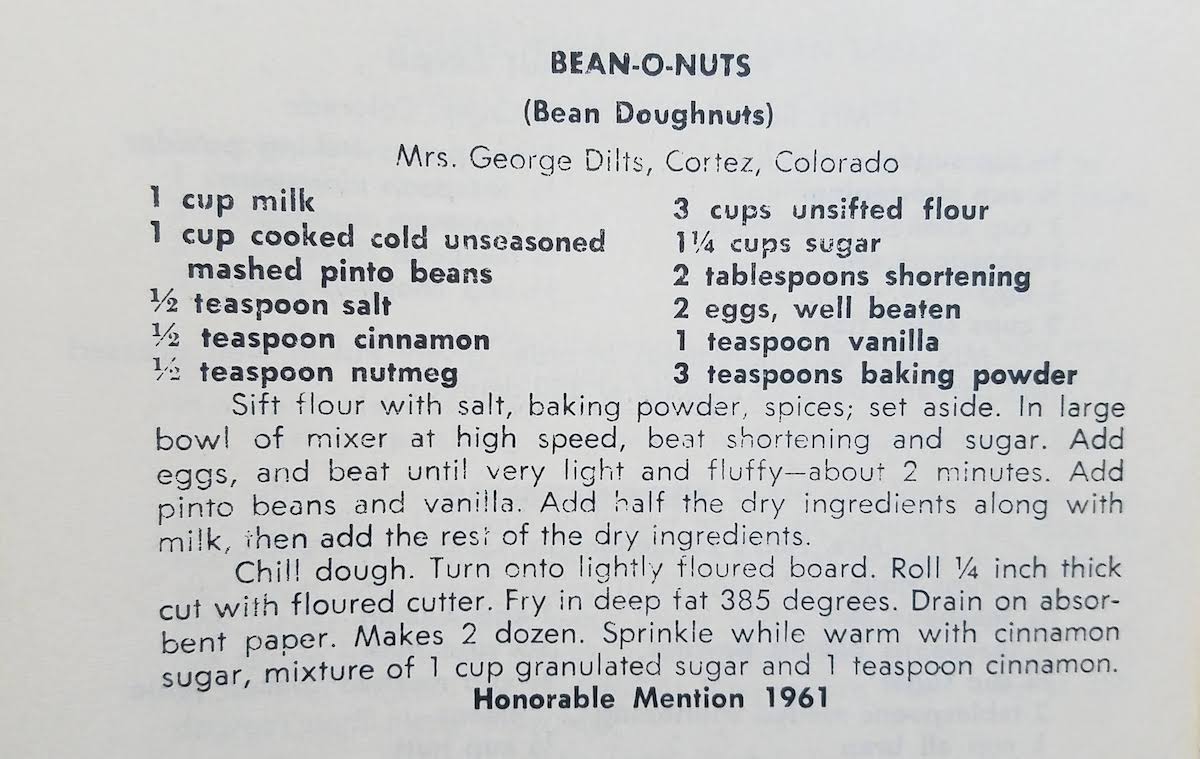 BEAN-O-NUTS
(Bean Doughnuts)
Mrs. George Dilts, Cortez, Colorado
1 cup milk
1 cup cooked cold unseasoned
mashed pinto beans
½ teaspoon salt
½ teaspoon cinnamon
½ teaspoon nutmeg
3 cups unsifted flour
1¼ cups sugar
2 tablespoons shortening
2 eggs, well beaten
1 teaspoon vanilla
3 teaspoons baking powder
Sift flour with salt, baking powder, spices; set aside. In large
bowl of mixer at high speed, beat shortening and sugar. Add
eggs, and beat until very light and fluffy—about 2 minutes. Add
pinto beans and vanilla. Add half the dry ingredients along with
milk, then add the rest of the dry ingredients.
Chill dough. Turn onto lightly floured board. Roll ¼ inch thick
cut with floured cutter. Fry in deep fat 385 degrees. Drain on absor-
bent paper. Makes 2 dozen. Sprinkle while warm with cinnamon
sugar, mixture of 1 cup granulated sugar and 1 teaspoon cinnamon.
Honorable Mention 1961